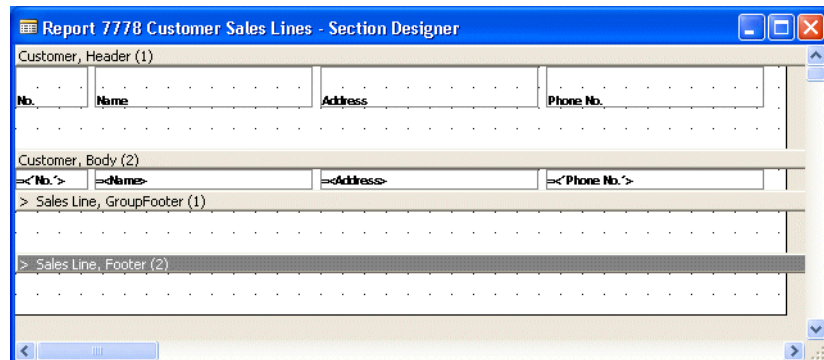 Report 7778 Customer Sales Lines - Section Designer
Customer, Header (1)
No. Name Address Phone No.
Customer, Body (2)
=<'No.'> =<Name> =<Address> =<'Phone No.'>
> Sales Line, GroupFooter (1)
> Sales Line, Footer (2)